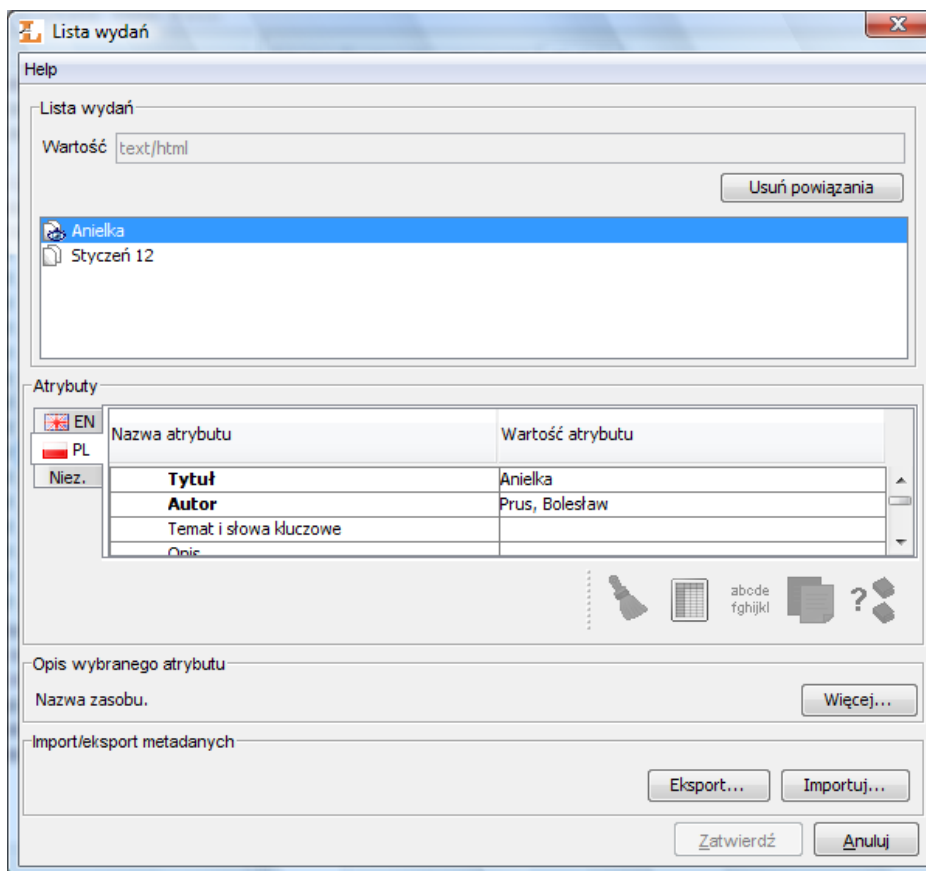 Lista wydań
Help
Lista wydań
Wartość text/html
Usuń powiązania
Anielka
Styczeń 12
Atrybuty
EN
PL
Niez.
Nazwa atrybutu Wartość atrybutu
Tytuł Anielka
Autor Prus, Bolesław
Temat i słowa kluczowe
Opis
abcde
fghijkl
?
Opis wybranego atrybutu
Nazwa zasobu.
Więcej...
Import/eksport metadanych
Eksport... Importuj...
Zatwierdź Anuluj